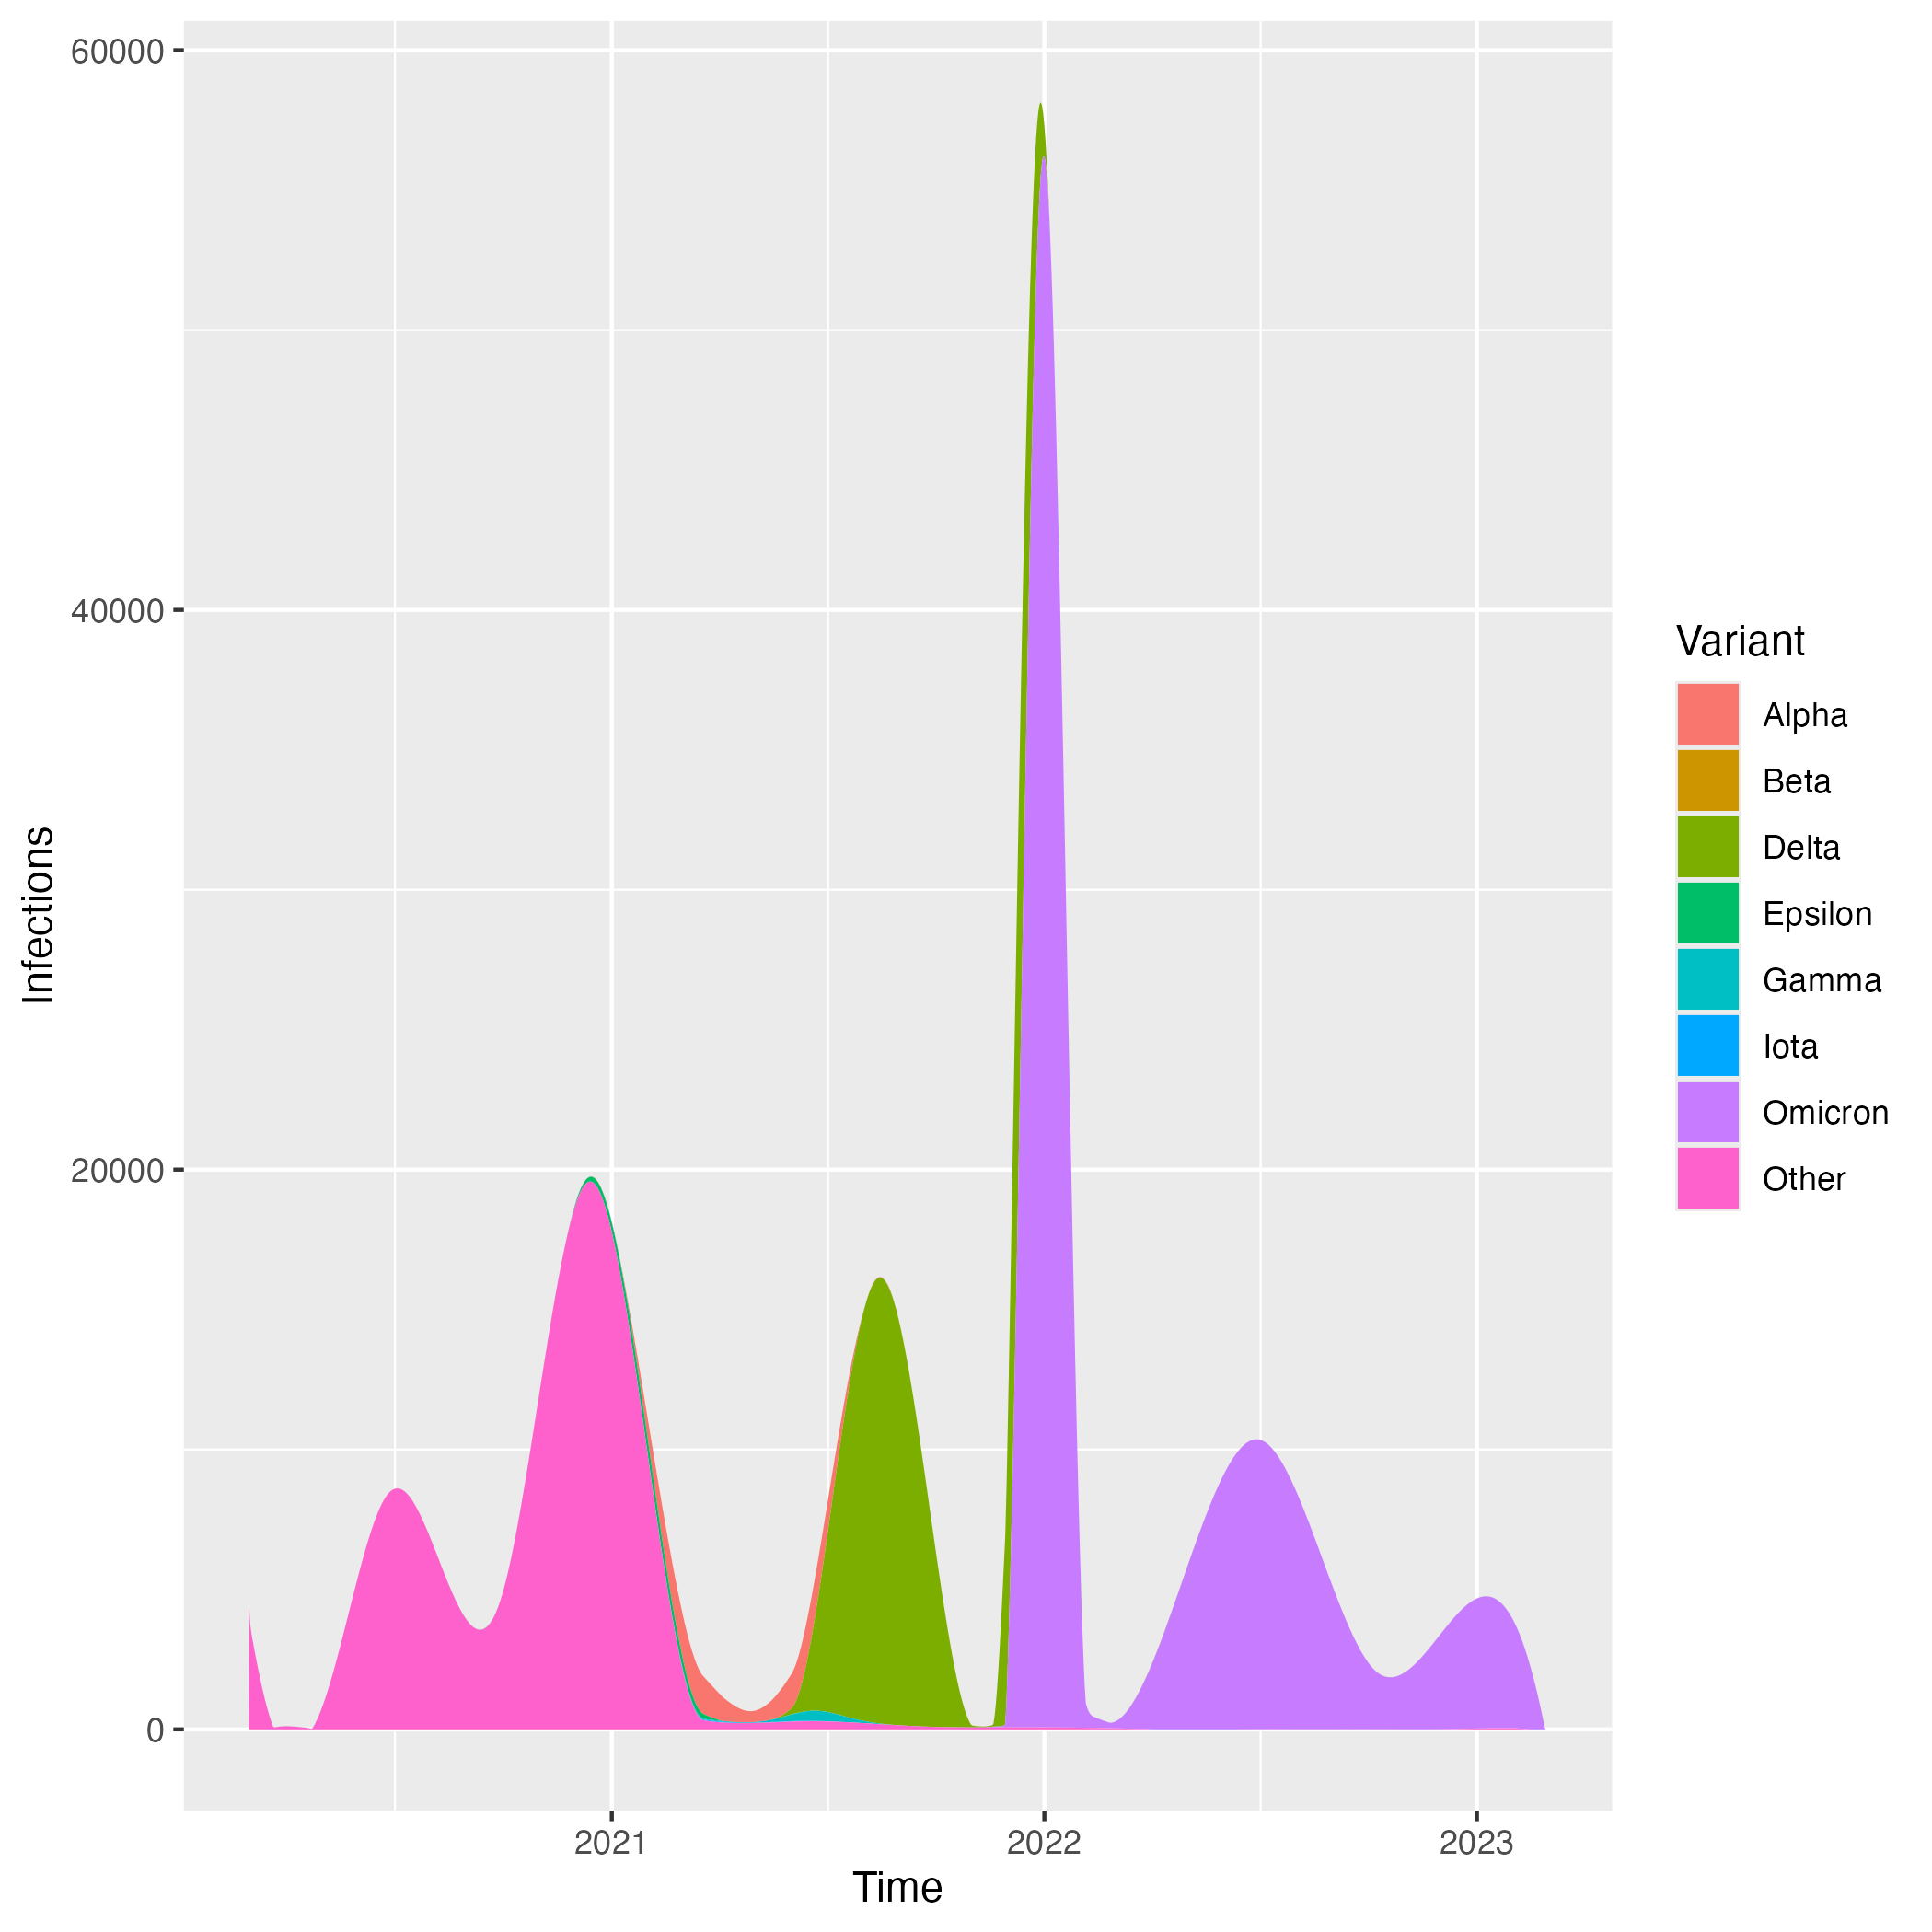 60000
40000
20000
0
Infections
2021
2022
2023
Time
Variant
Alpha
Beta
Delta
Epsilon
Gamma
Iota
Omicron
Other